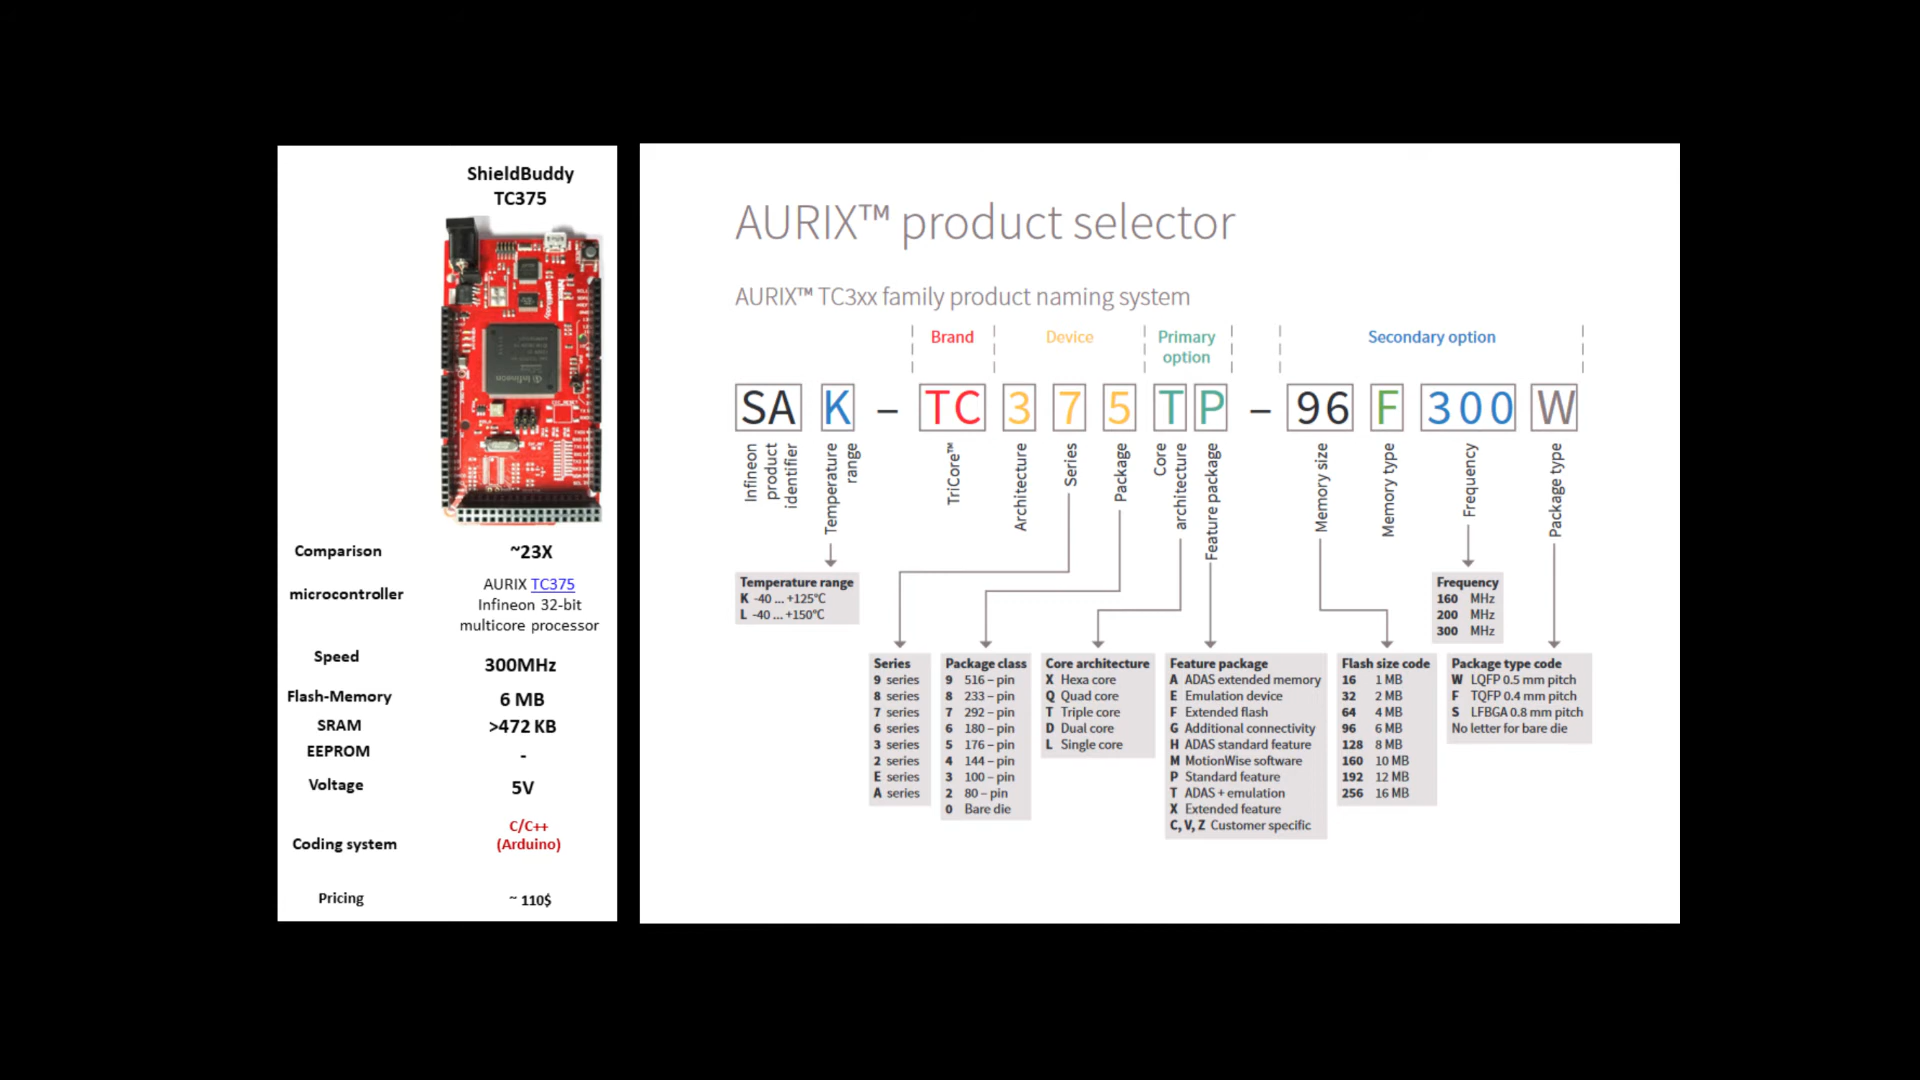 ShieldBuddy
TC375
Comparison ~23X
microcontroller AURIX TC375
Infineon 32-bit
multicore processor
Speed 300MHz
Flash-Memory 6 MB
SRAM >472 KB
EEPROM -
Voltage 5V
Coding system C/C++
(Arduino)
Pricing ~ 110$
AURIX™ product selector
AURIX™ TC3xx family product naming system
Brand Device Primary option Secondary option
SA K – TC 3 7 5 T P – 96 F 300 W
Infineon product identifier
Temperature range
TriCore™
Architecture
Series
Package
Core architecture
Feature package
Memory size
Memory type
Frequency
Package type
Temperature range
K -40 ... +125°C
L -40 ... +150°C
Frequency
160 MHz
200 MHz
300 MHz
Series
9 series
8 series
7 series
6 series
3 series
2 series
E series
A series
Package class
9 516 – pin
8 233 – pin
7 292 – pin
6 180 – pin
5 176 – pin
4 144 – pin
3 100 – pin
2 80 – pin
0 Bare die
Core architecture
X Hexa core
Q Quad core
T Triple core
D Dual core
L Single core
Feature package
A ADAS extended memory
E Emulation device
F Extended flash
G Additional connectivity
H ADAS standard feature
M MotionWise software
P Standard feature
T ADAS + emulation
X Extended feature
C, V, Z Customer specific
Flash size code
16 1 MB
32 2 MB
64 4 MB
96 6 MB
128 8 MB
160 10 MB
192 12 MB
256 16 MB
Package type code
W LQFP 0.5 mm pitch
F TQFP 0.4 mm pitch
S LFBGA 0.8 mm pitch
No letter for bare die